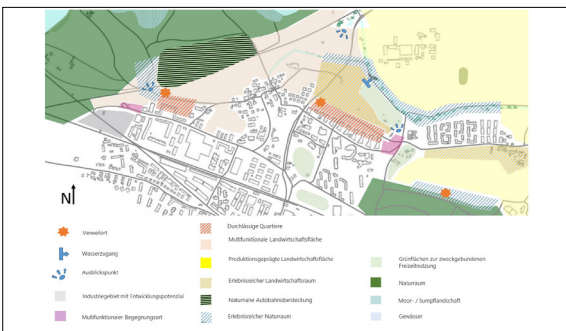 N
Verweilort
Wasserzugang
Ausblickpunkt
Industriegebiet mit Entwicklungspotenzial
Multifunktionaler Begegnungsort
Durchlässige Quartiere
Multifunktionale Landwirtschaftsfläche
Produktionsgeprägte Landwirtschaftsfläche
Erlebnisreicher Landwirtschaftsraum
Naturnahe Autobahnüberdeckung
Erlebnisreicher Naturraum
Grünflächen zur zweckgebundenen
Freizeitnutzung
Naturraum
Moor- / Sumpflandschaft
Gewässer